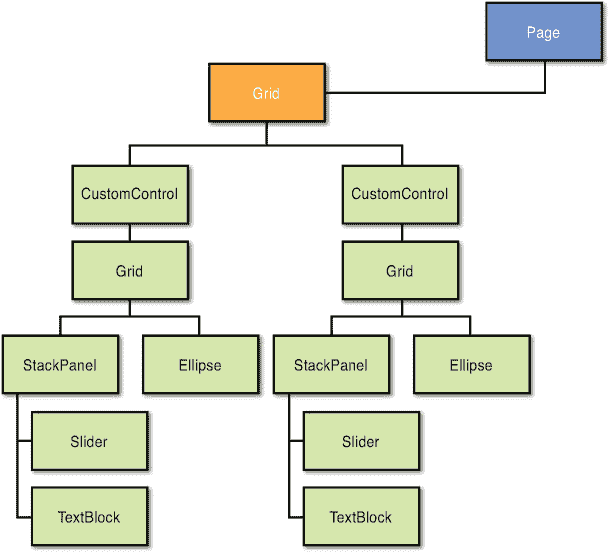 Page
Grid
CustomControl
CustomControl
Grid
Grid
StackPanel
Ellipse
StackPanel
Ellipse
Slider
Slider
TextBlock
TextBlock